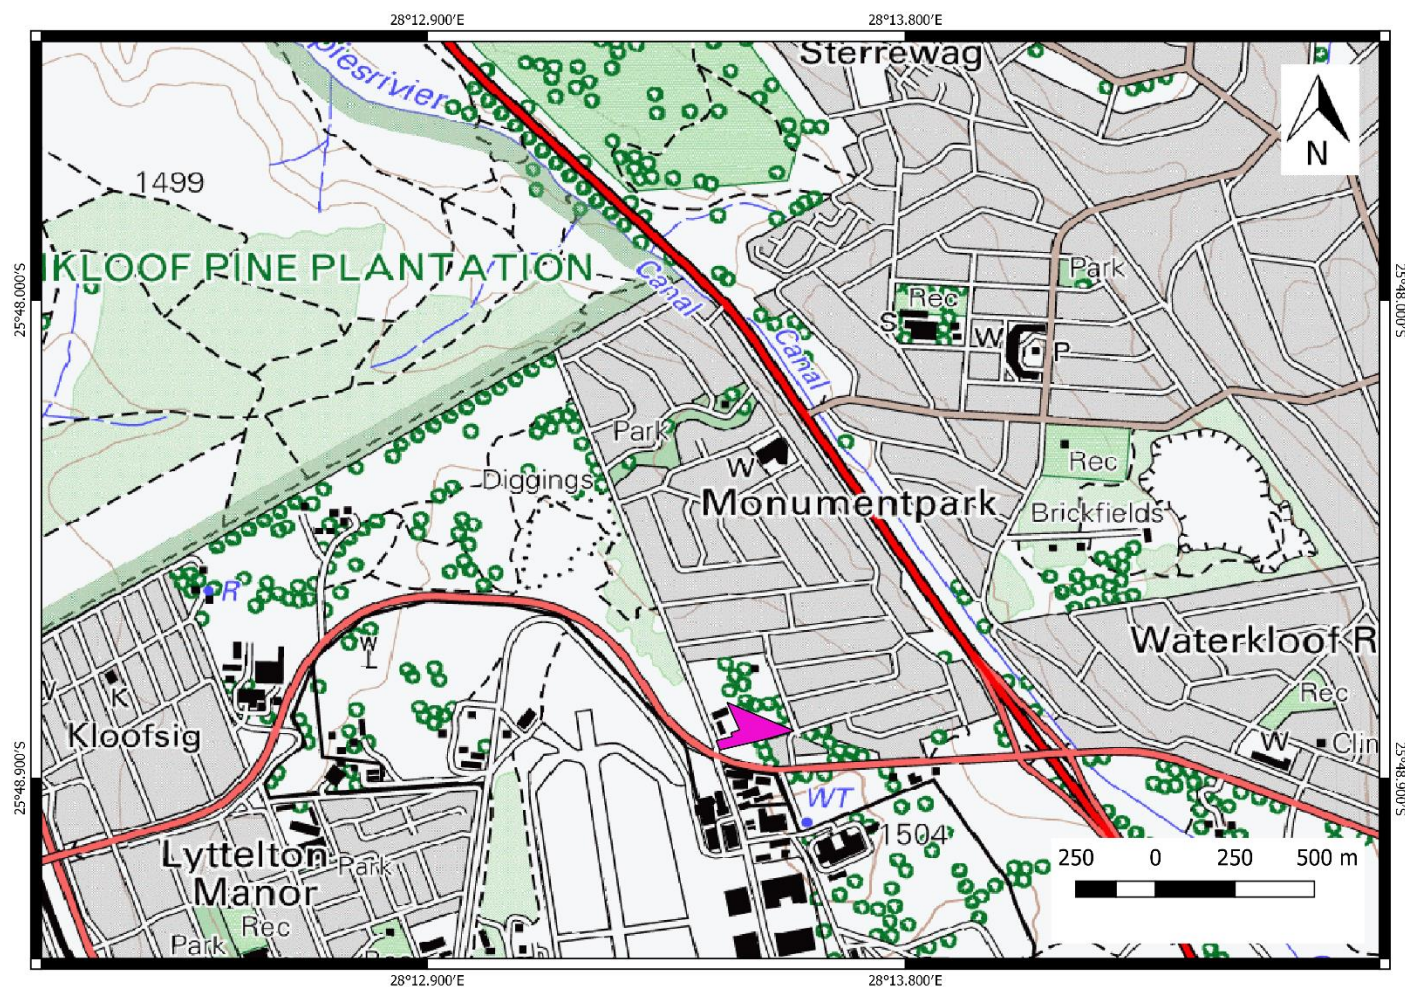 28°12.900′E 28°13.800′E
Sterrewag
piesrivier
N
1499
IKLOOF PINE PLANTATION
Canal
Park
Rec
25°48.000′S
25°48.000′S
S
W
P
Canal
Park
W
Rec
Diggings
Monumentpark
Brickfields
R
Waterkloof R
W
L
K
Rec
Kloofsig
W
Clin
25°48.900′S
25°48.900′S
WT
1504
Lyttelton
Manor
Park
250 0 250 500 m
Rec
Park
28°12.900′E 28°13.800′E